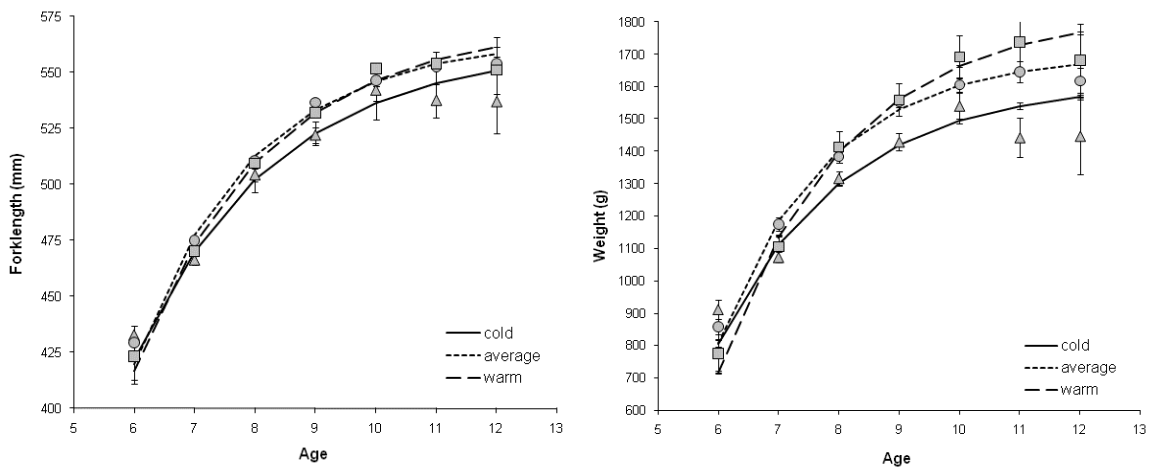 575
550
525
500
475
450
425
400
Forklength (mm)
cold
average
warm
5 6 7 8 9 10 11 12 13
Age
1800
1700
1600
1500
1400
1300
1200
1100
1000
900
800
700
600
Weight (g)
cold
average
warm
5 6 7 8 9 10 11 12 13
Age